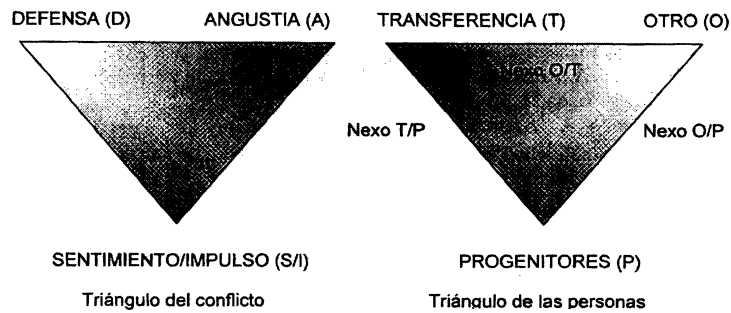 DEFENSA (D) ANGUSTIA (A) TRANSFERENCIA (T) OTRO (O)
Nexo O/T
Nexo T/P Nexo O/P
SENTIMIENTO/IMPULSO (S/I) PROGENITORES (P)
Triángulo del conflicto Triángulo de las personas